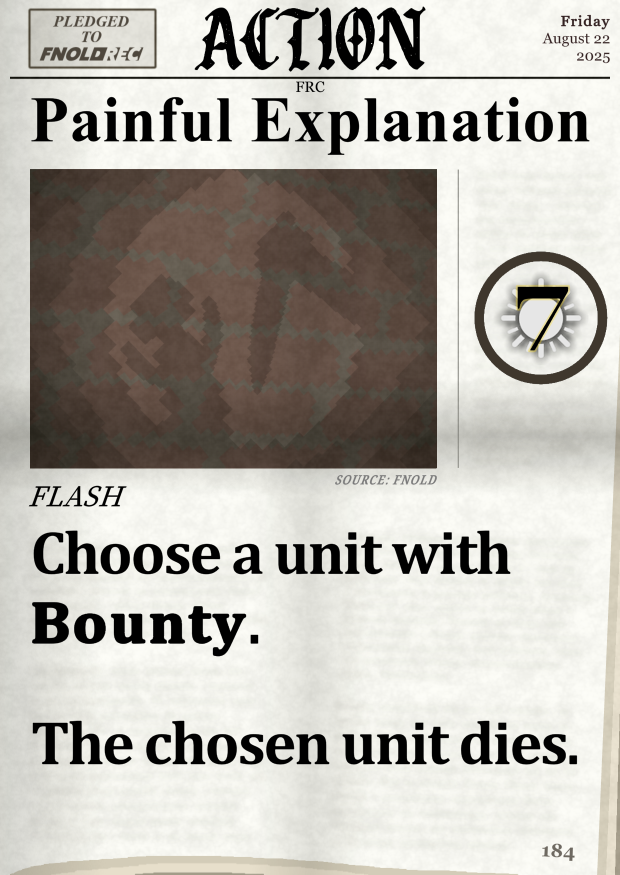 PLEDGED
TO
FNOLDREC
ACTION
Friday
August 22
2025
FRC
Painful Explanation
7
SOURCE: FNOLD
FLASH
Choose a unit with
Bounty.
The chosen unit dies.
184